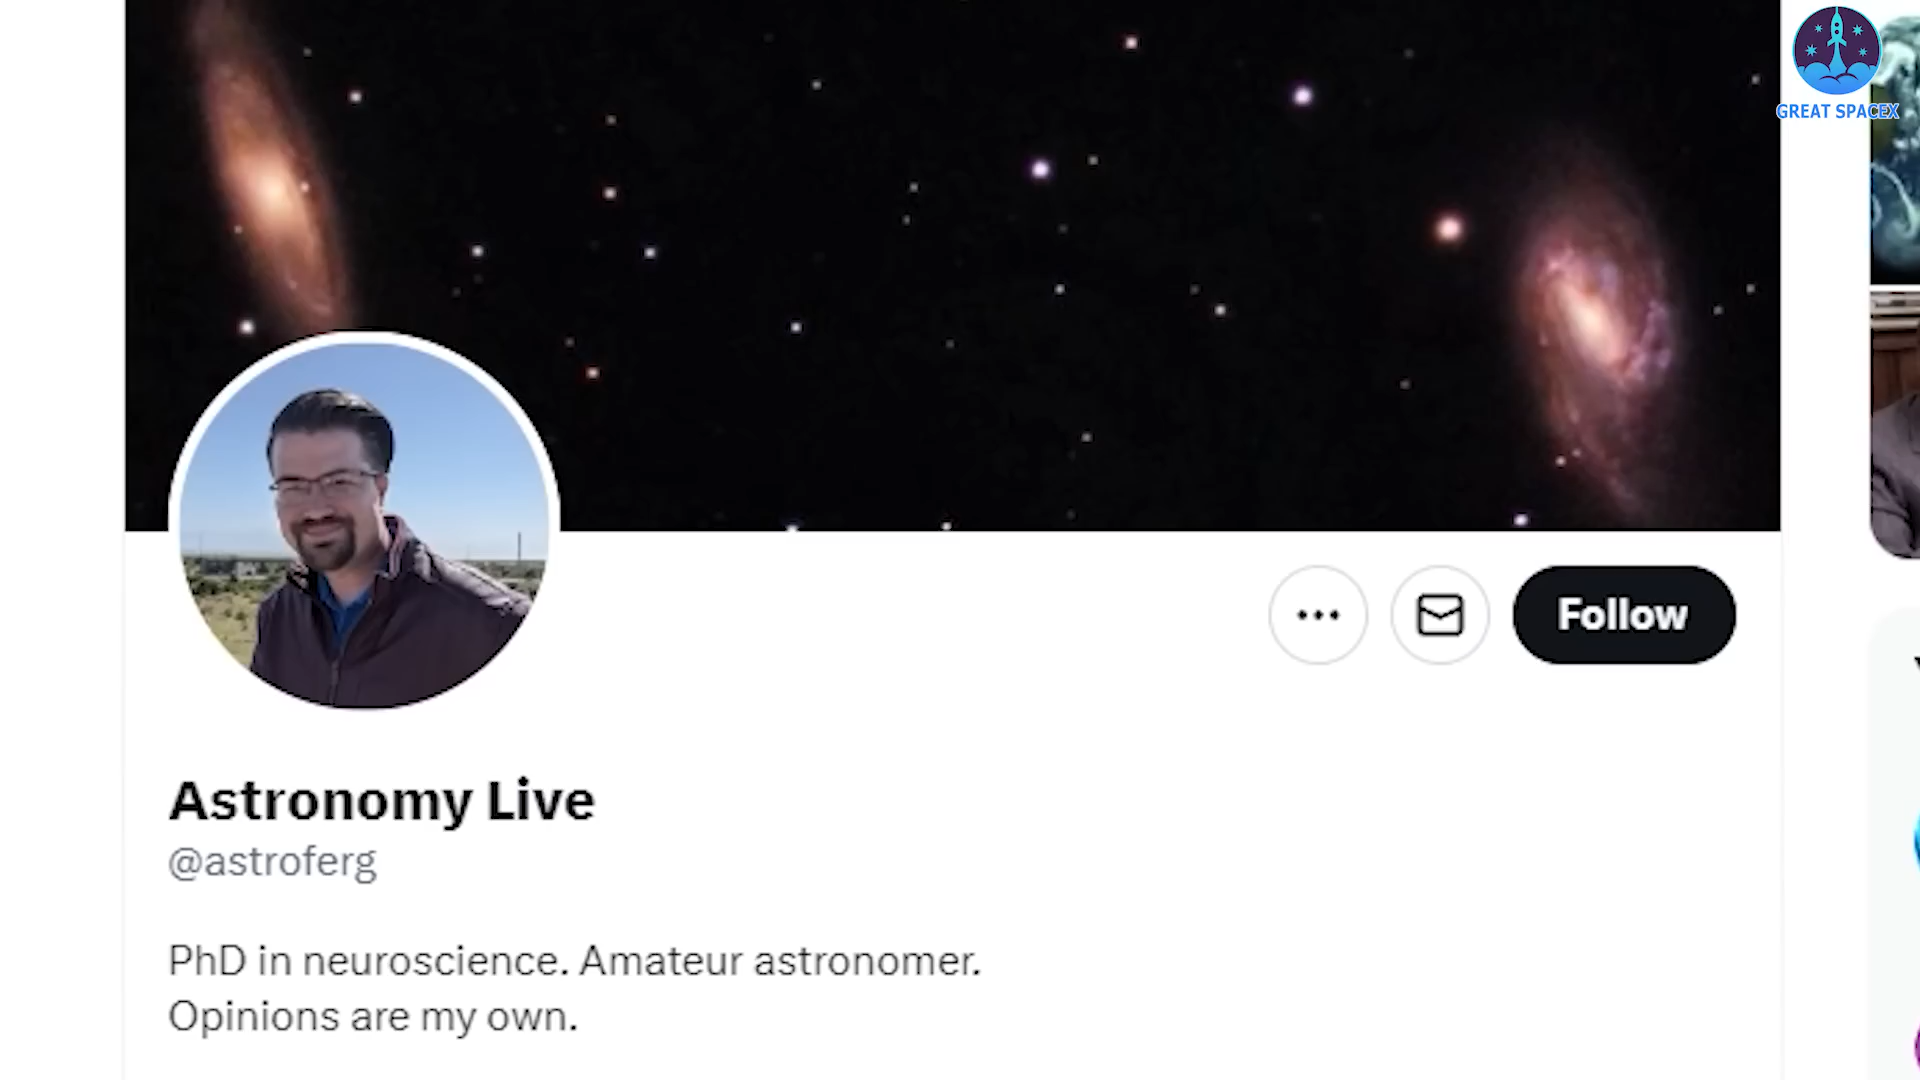 GREAT SPACEX
Follow
Astronomy Live
@astroferg
PhD in neuroscience. Amateur astronomer.
Opinions are my own.